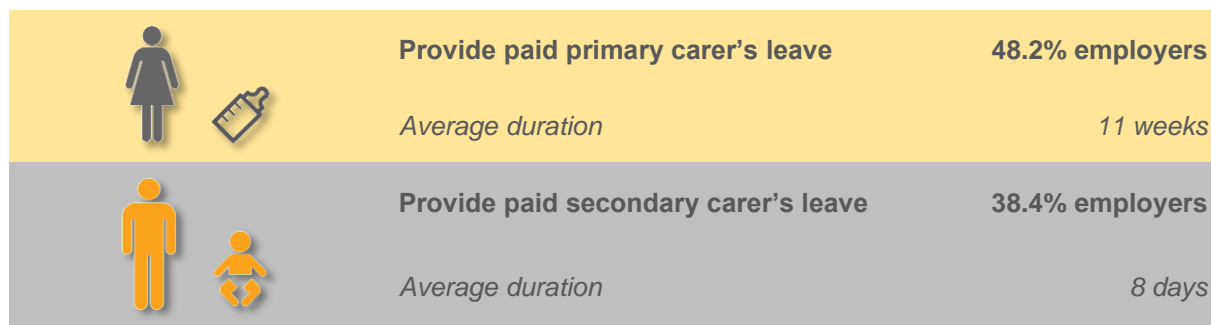 Provide paid primary carer’s leave 48.2% employers
Average duration 11 weeks
Provide paid secondary carer’s leave 38.4% employers
Average duration 8 days